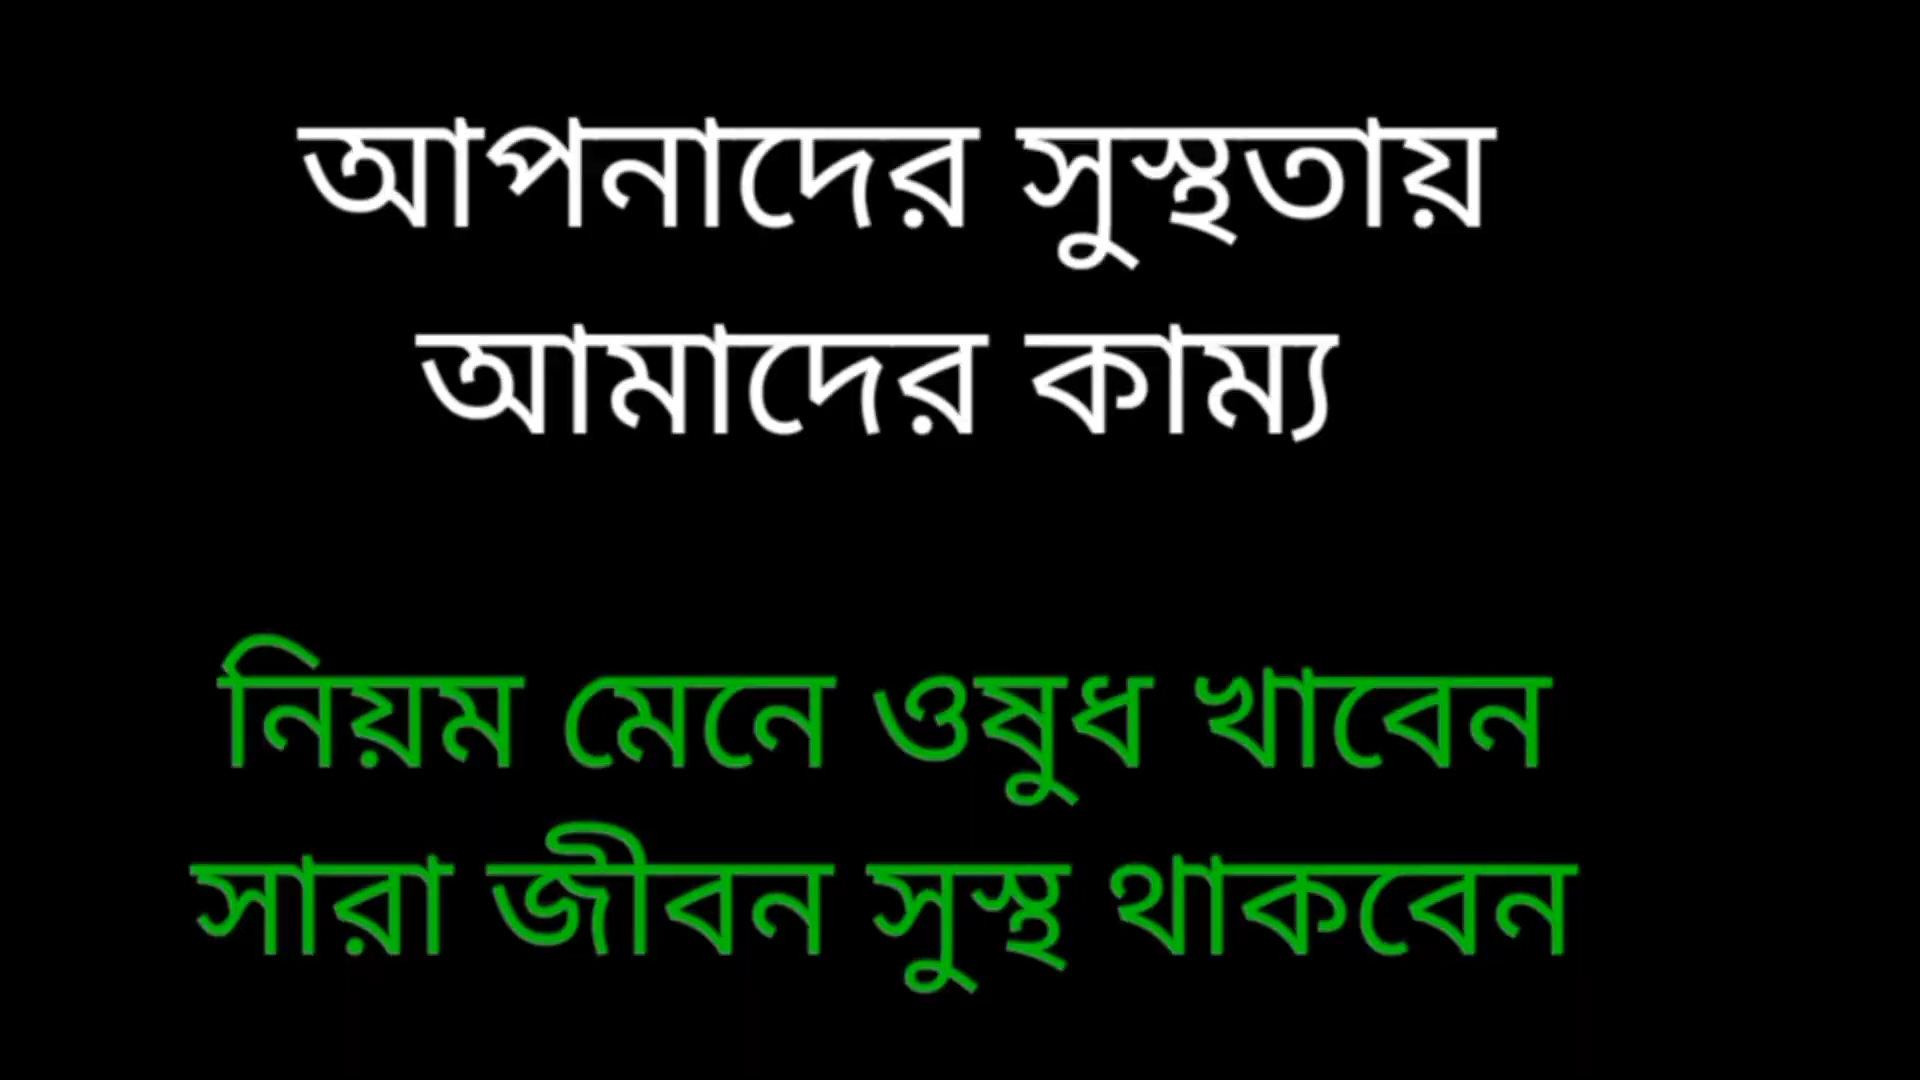 আপনাদের সুস্থতায়
আমাদের কাম্য
নিয়ম মেনে ওষুধ খাবেন
সারা জীবন সুস্থ থাকবেন